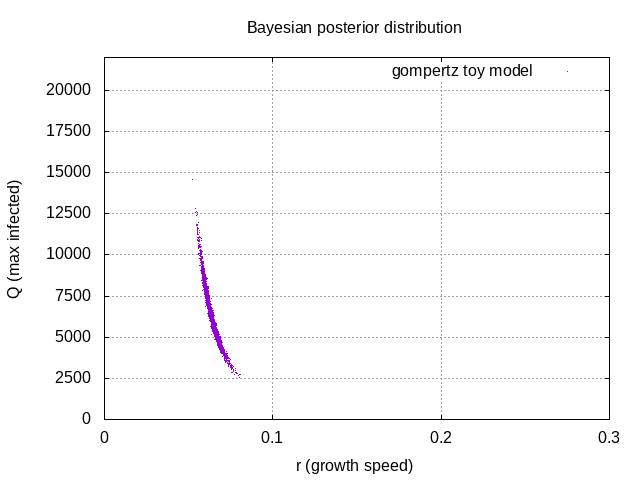 Bayesian posterior distribution
gompertz toy model
20000
17500
15000
12500
10000
7500
5000
2500
0
Q (max infected)
0 0.1 0.2 0.3
r (growth speed)